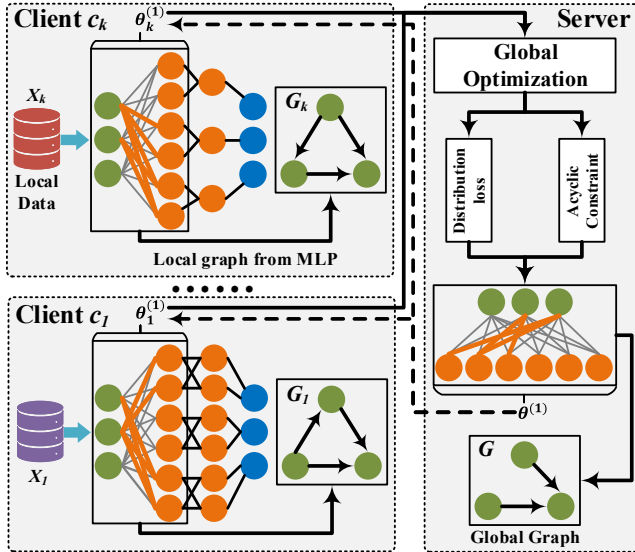 Client c_k
θ_k^(1)
X_k
Local
Data
G_k
Local graph from MLP
Client c_1
θ_1^(1)
X_1
G_1
Server
Global
Optimization
Distribution
loss
Acyclic
Constraint
θ^(1)
G
Global Graph